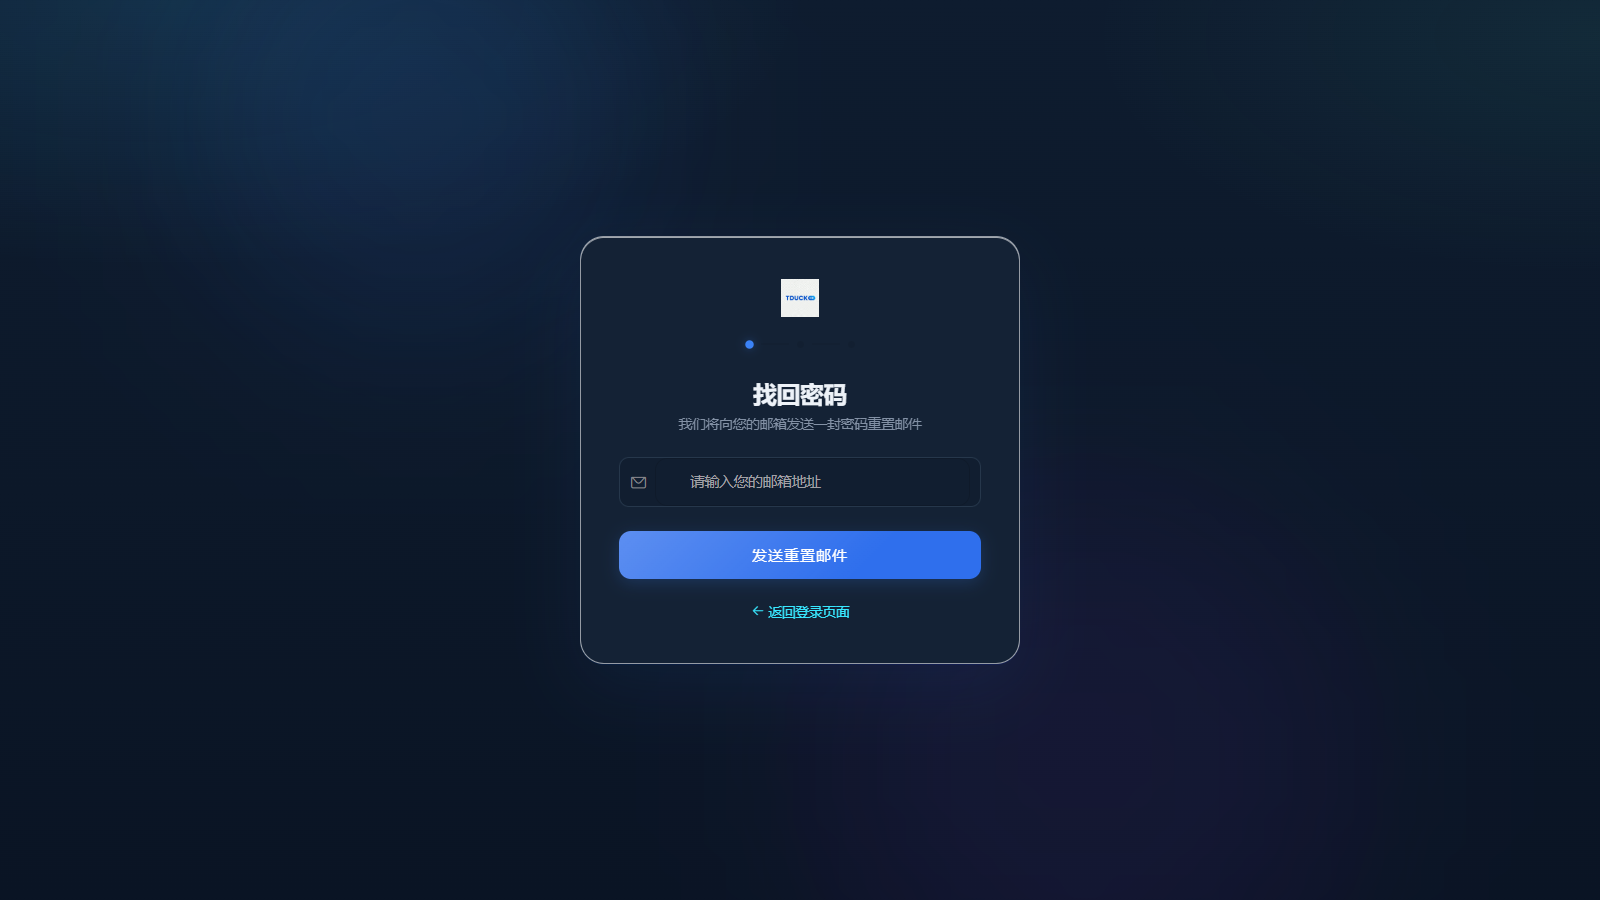 TDUCK
找回密码
我们将向您的邮箱发送一封密码重置邮件
请输入您的邮箱地址
发送重置邮件
← 返回登录页面